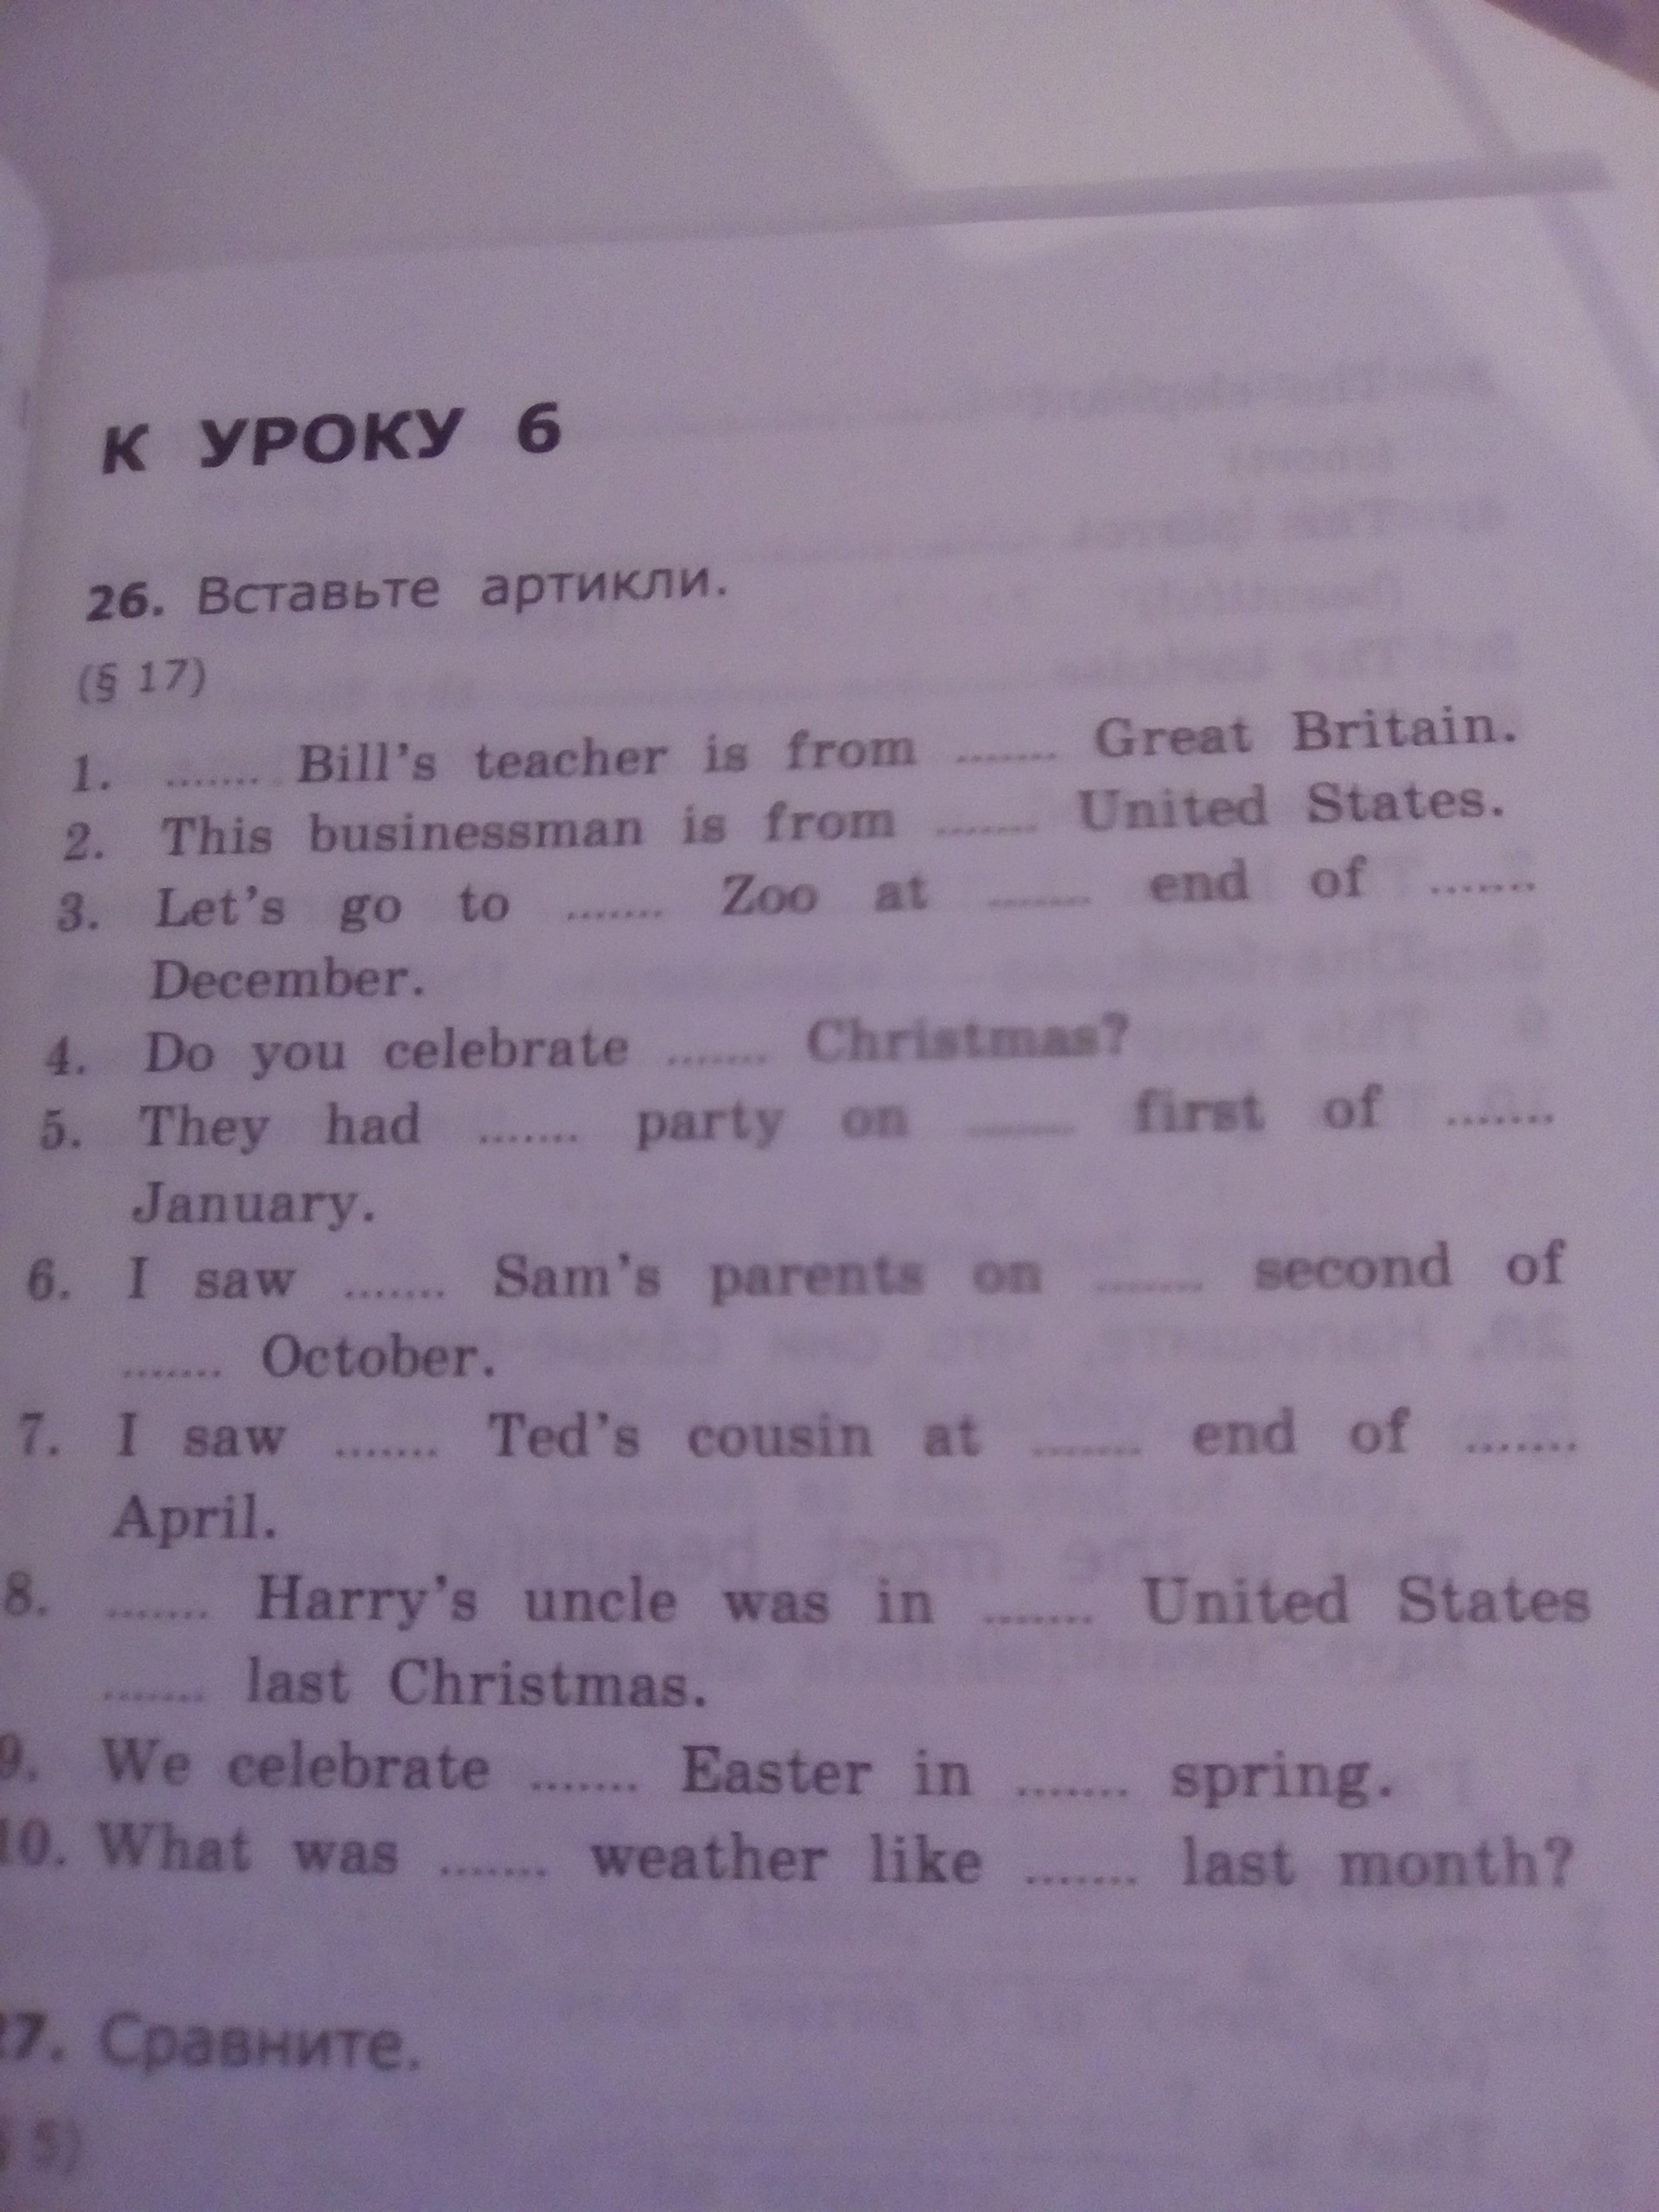 К УРОКУ 6
26. Вставьте артикли.
(§ 17)
1. ....... Bill's teacher is from ....... Great Britain.
2. This businessman is from ....... United States.
3. Let's go to ....... Zoo at ....... end of .......
December.
4. Do you celebrate ....... Christmas?
5. They had ....... party on ....... first of .......
January.
6. I saw ....... Sam's parents on ....... second of
....... October.
7. I saw ....... Ted's cousin at ....... end of .......
April.
8. ....... Harry's uncle was in ....... United States
....... last Christmas.
9. We celebrate ....... Easter in ....... spring.
10. What was ....... weather like ....... last month?
27. Сравните.
5)